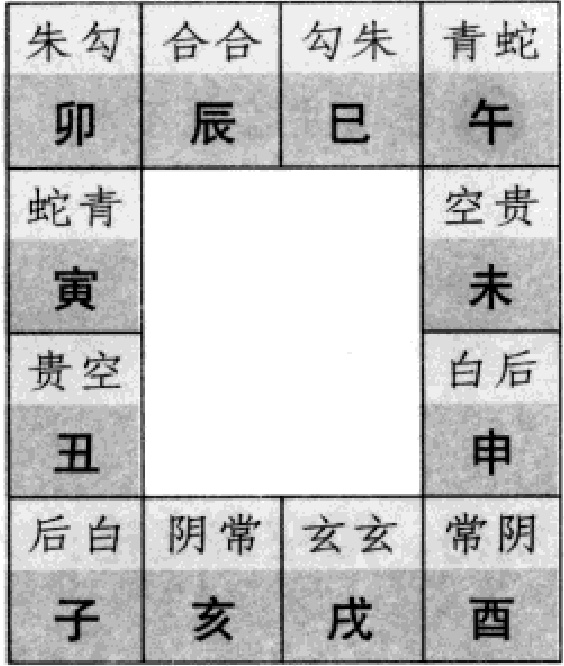 朱勾 合合 勾朱 青蛇
卯 辰 巳 午
蛇青 空贵
寅 未
贵空 白后
丑 申
后白 阴常 玄玄 常阴
子 亥 戌 酉